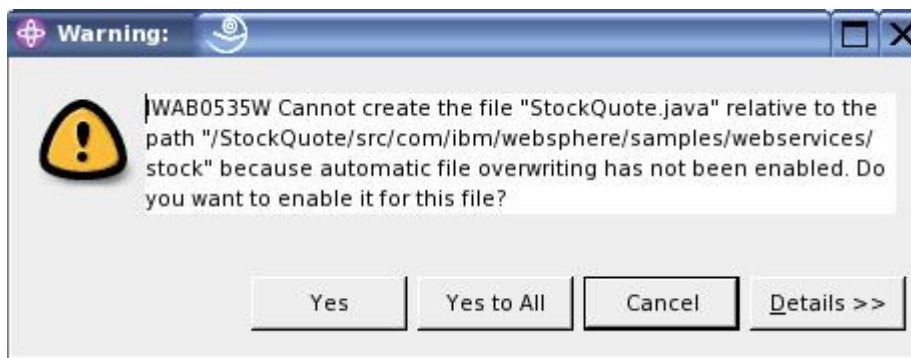 Warning:
IWAB0535W Cannot create the file "StockQuote.java" relative to the
path "/StockQuote/src/com/ibm/websphere/samples/webservices/
stock" because automatic file overwriting has not been enabled. Do
you want to enable it for this file?
Yes Yes to All Cancel Details >>